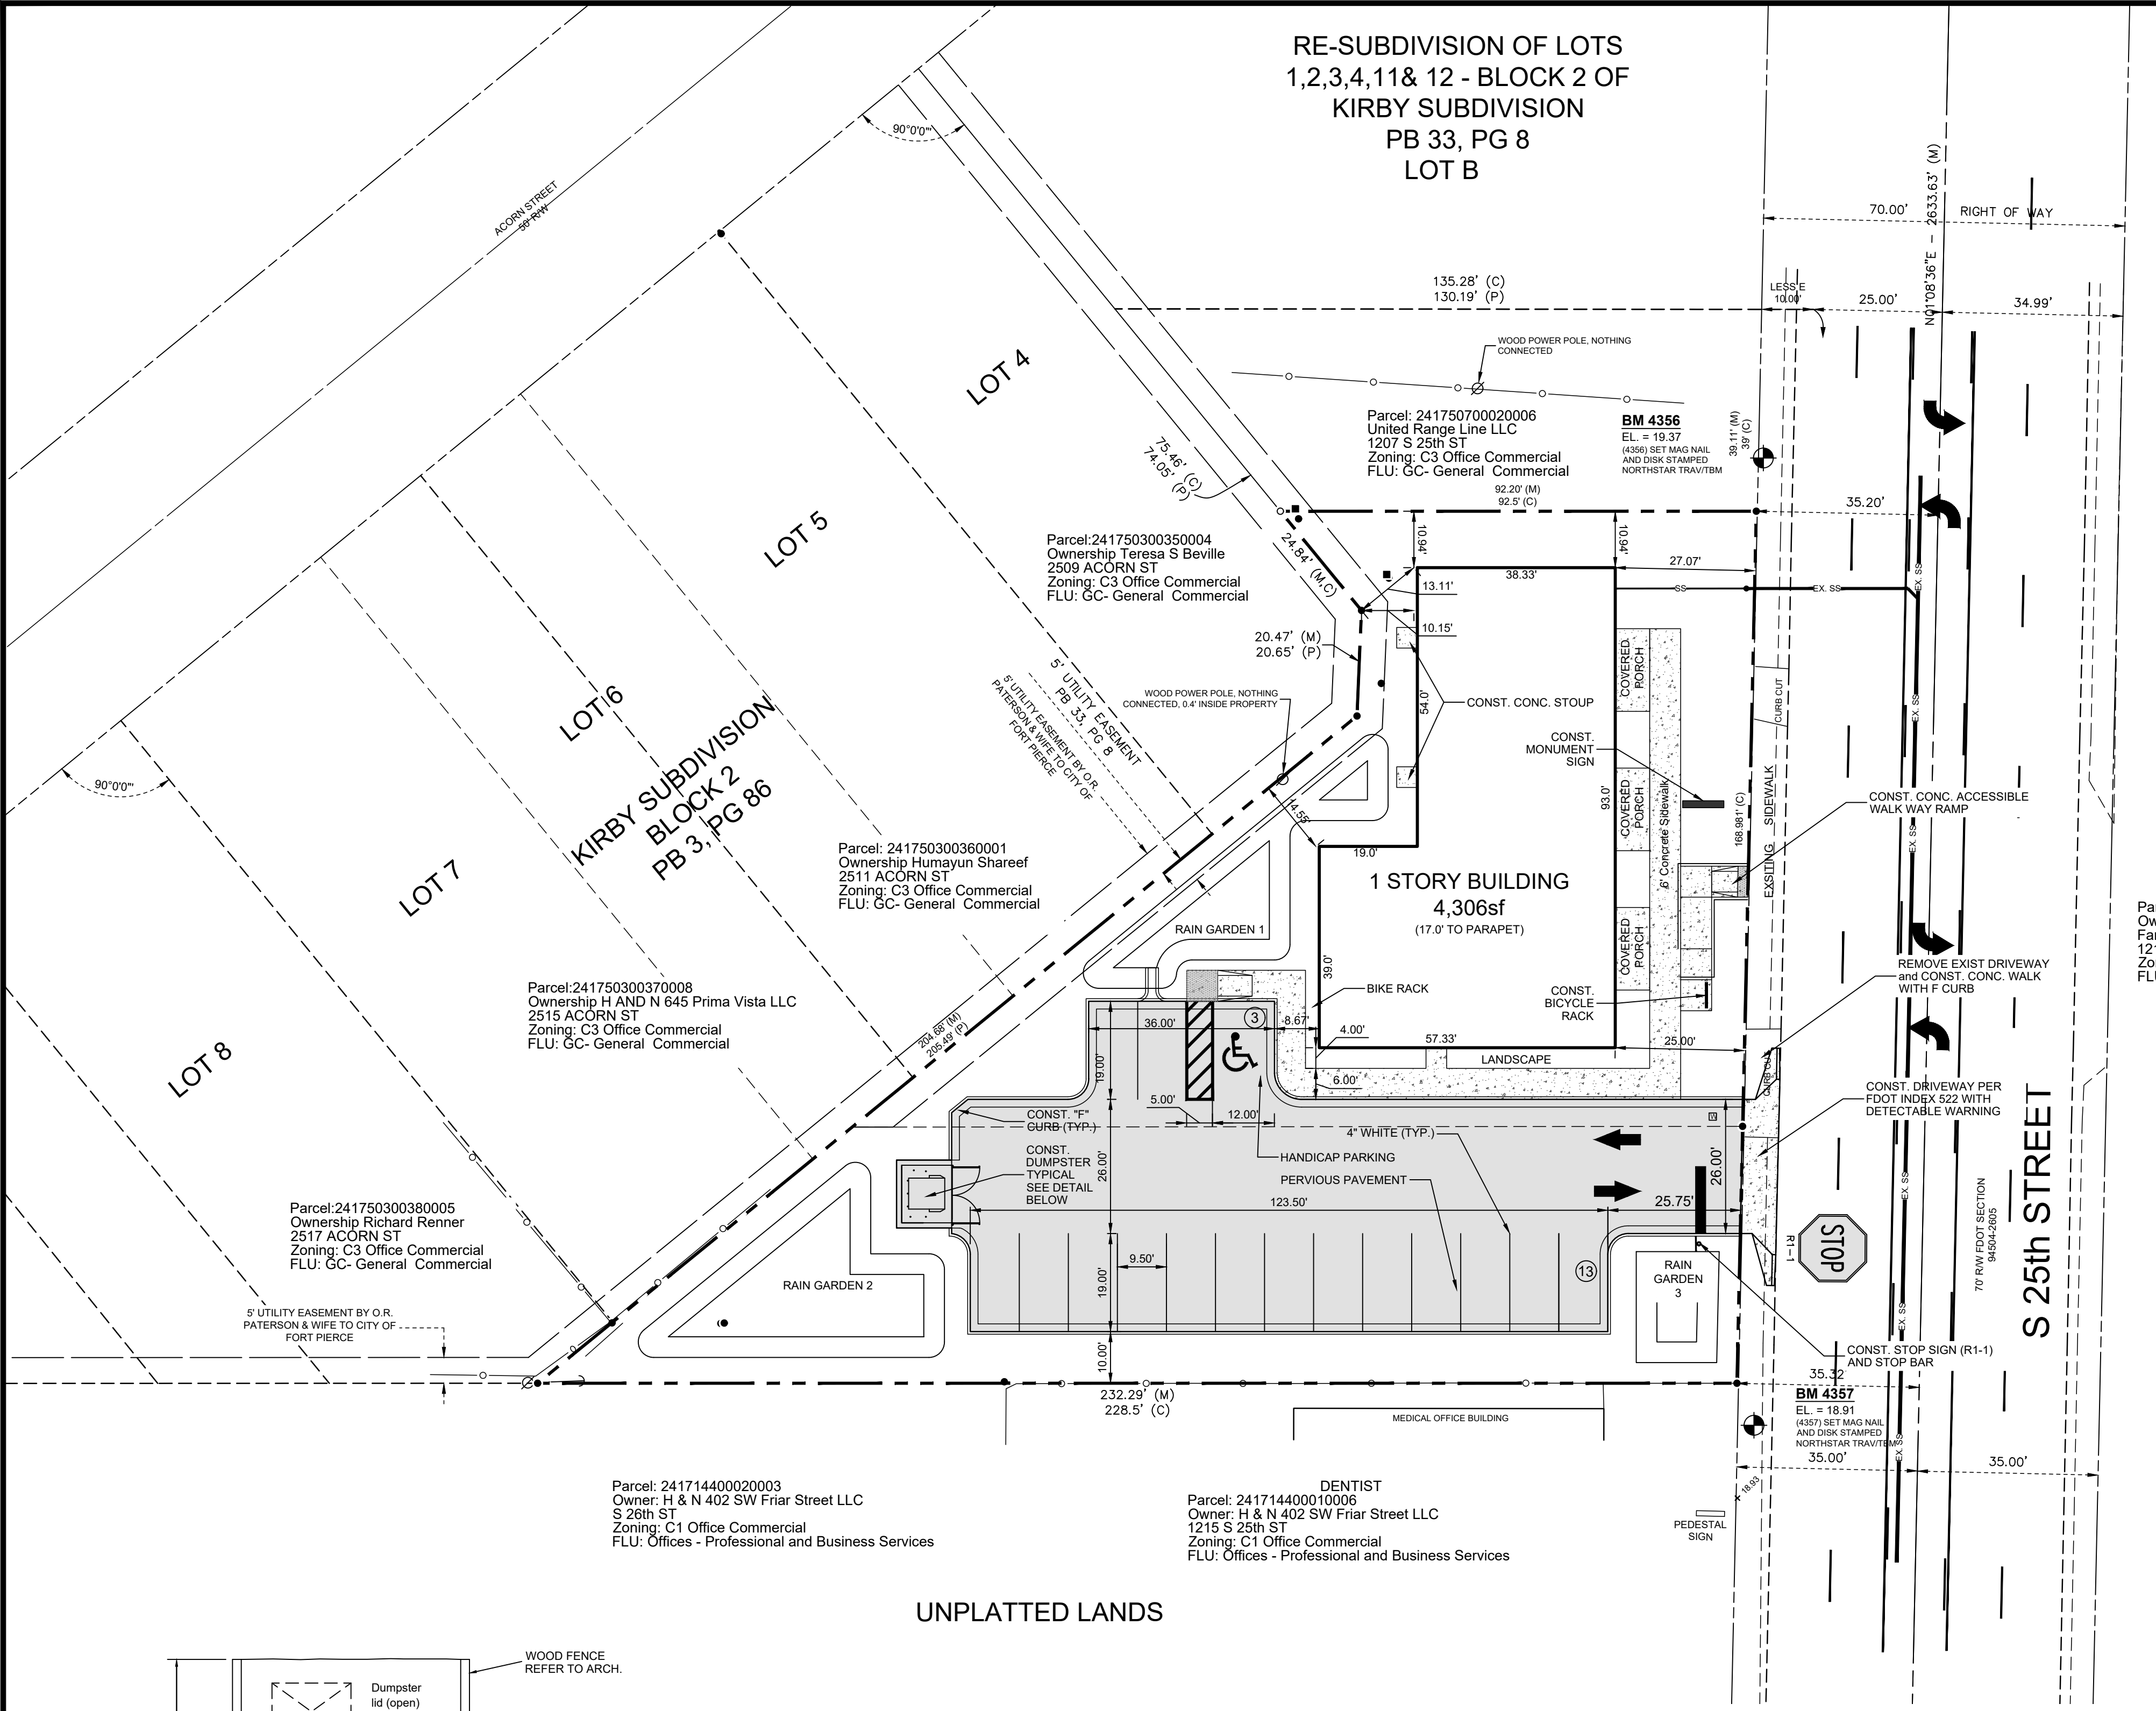 RE-SUBDIVISION OF LOTS
1,2,3,4,11& 12 - BLOCK 2 OF
KIRBY SUBDIVISION
PB 33, PG 8
LOT B
90°0'0"
ACORN STREET
50' R/W
70.00'
RIGHT OF WAY
N01°08'36"E - 2633.63' (M)
135.28' (C)
130.19' (P)
LESS E
10.00'
25.00'
34.99'
LOT 4
WOOD POWER POLE, NOTHING
CONNECTED
Parcel: 241750700020006
United Range Line LLC
1207 S 25th ST
Zoning: C3 Office Commercial
FLU: GC- General Commercial
BM 4356
EL. = 19.37
(4356) SET MAG NAIL
AND DISK STAMPED
NORTHSTAR TRAV/TBM
39.11' (M)
39' (C)
75.46' (C)
74.05' (P)
92.20' (M)
92.5' (C)
35.20'
LOT 5
Parcel:241750300350004
Ownership Teresa S Beville
2509 ACORN ST
Zoning: C3 Office Commercial
FLU: GC- General Commercial
24.84' (M,C)
10.94'
10.94'
27.07'
38.33'
13.11'
SS
EX. SS
EX. SS
10.15'
20.47' (M)
20.65' (P)
5' UTILITY EASEMENT
PB 33, PG 8
5' UTILITY EASEMENT BY O.R.
PATERSON & WIFE TO CITY OF
FORT PIERCE
WOOD POWER POLE, NOTHING
CONNECTED, 0.4' INSIDE PROPERTY
54.0'
CONST. CONC. STOUP
COVERED
PORCH
CURB CUT
EX. SS
LOT 6
KIRBY SUBDIVISION
BLOCK 2
PB 3, PG 86
CONST.
MONUMENT
SIGN
93.0'
COVERED
PORCH
6' Concrete Sidewalk
168.981' (C)
EXSITING SIDEWALK
CONST. CONC. ACCESSIBLE
WALK WAY RAMP
EX. SS
14.55'
19.0'
Parcel: 241750300360001
Ownership Humayun Shareef
2511 ACORN ST
Zoning: C3 Office Commercial
FLU: GC- General Commercial
LOT 7
1 STORY BUILDING
4,306sf
(17.0' TO PARAPET)
RAIN GARDEN 1
COVERED
PORCH
39.0'
Parcel:241750300370008
Ownership H AND N 645 Prima Vista LLC
2515 ACORN ST
Zoning: C3 Office Commercial
FLU: GC- General Commercial
90°0'0"
REMOVE EXIST DRIVEWAY
and CONST. CONC. WALK
WITH F CURB
BIKE RACK
CONST.
BICYCLE
RACK
204.68' (M)
205.49' (P)
36.00'
3
8.67'
4.00'
57.33'
25.00'
LANDSCAPE
LOT 8
19.00'
6.00'
CURB CUT
5.00'
12.00'
CONST. DRIVEWAY PER
FDOT INDEX 522 WITH
DETECTABLE WARNING
CONST. "F"
CURB (TYP.)
4" WHITE (TYP.)
CONST.
DUMPSTER
TYPICAL
SEE DETAIL
BELOW
26.00'
HANDICAP PARKING
PERVIOUS PAVEMENT
26.00'
123.50'
25.75'
EX. SS
70' R/W FDOT SECTION
94504-2605
S 25th STREET
Parcel:241750300380005
Ownership Richard Renner
2517 ACORN ST
Zoning: C3 Office Commercial
FLU: GC- General Commercial
R1-1
STOP
9.50'
19.00'
13
RAIN GARDEN 2
RAIN
GARDEN
3
5' UTILITY EASEMENT BY O.R.
PATERSON & WIFE TO CITY OF
FORT PIERCE
EX. SS
CONST. STOP SIGN (R1-1)
AND STOP BAR
10.00'
35.32
232.29' (M)
228.5' (C)
MEDICAL OFFICE BUILDING
BM 4357
EL. = 18.91
(4357) SET MAG NAIL
AND DISK STAMPED
NORTHSTAR TRAV/TBM
EX. SS
35.00'
35.00'
18.93
Parcel: 241714400020003
Owner: H & N 402 SW Friar Street LLC
S 26th ST
Zoning: C1 Office Commercial
FLU: Offices - Professional and Business Services
DENTIST
Parcel: 241714400010006
Owner: H & N 402 SW Friar Street LLC
1215 S 25th ST
Zoning: C1 Office Commercial
FLU: Offices - Professional and Business Services
PEDESTAL
SIGN
UNPLATTED LANDS
WOOD FENCE
REFER TO ARCH.
Dumpster
lid (open)